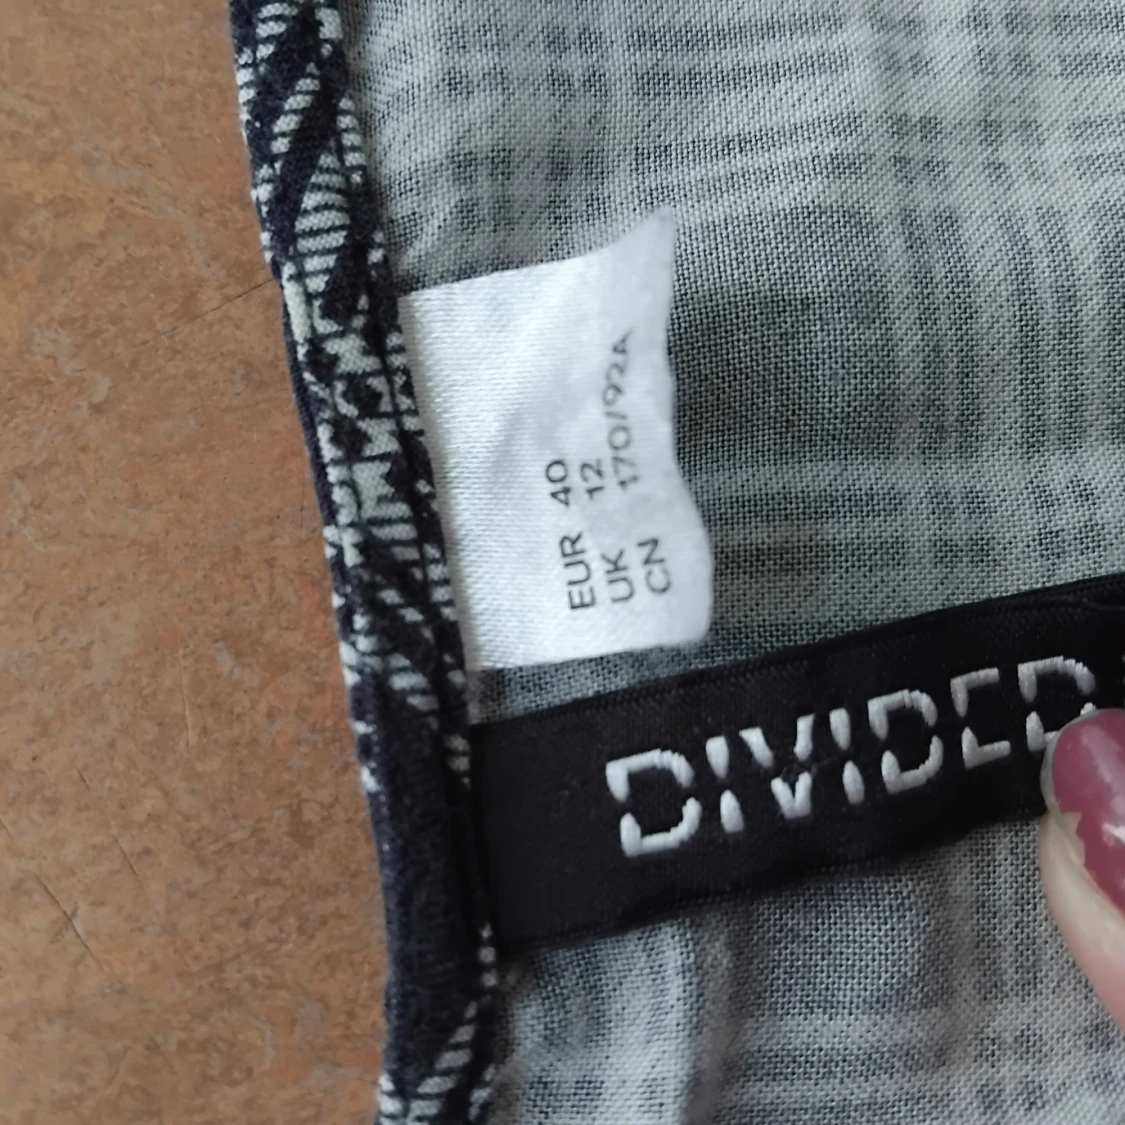 EUR 40
UK 12
CN 170/92A
DIVIDED